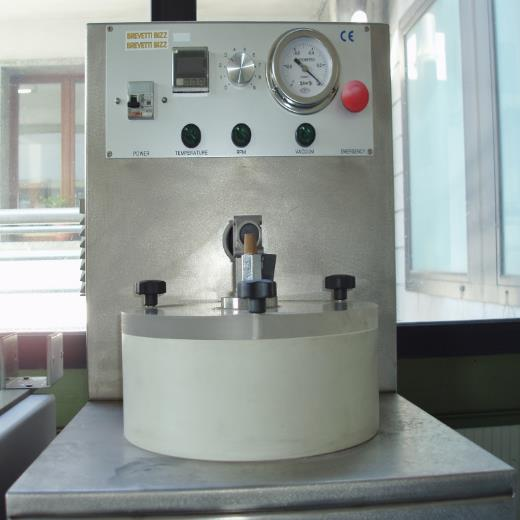 BREVETTI BIZZ
BREVETTI BIZZ
CE
POWER
TEMPERATURE
RPM
VACUUM
EMERGENCY